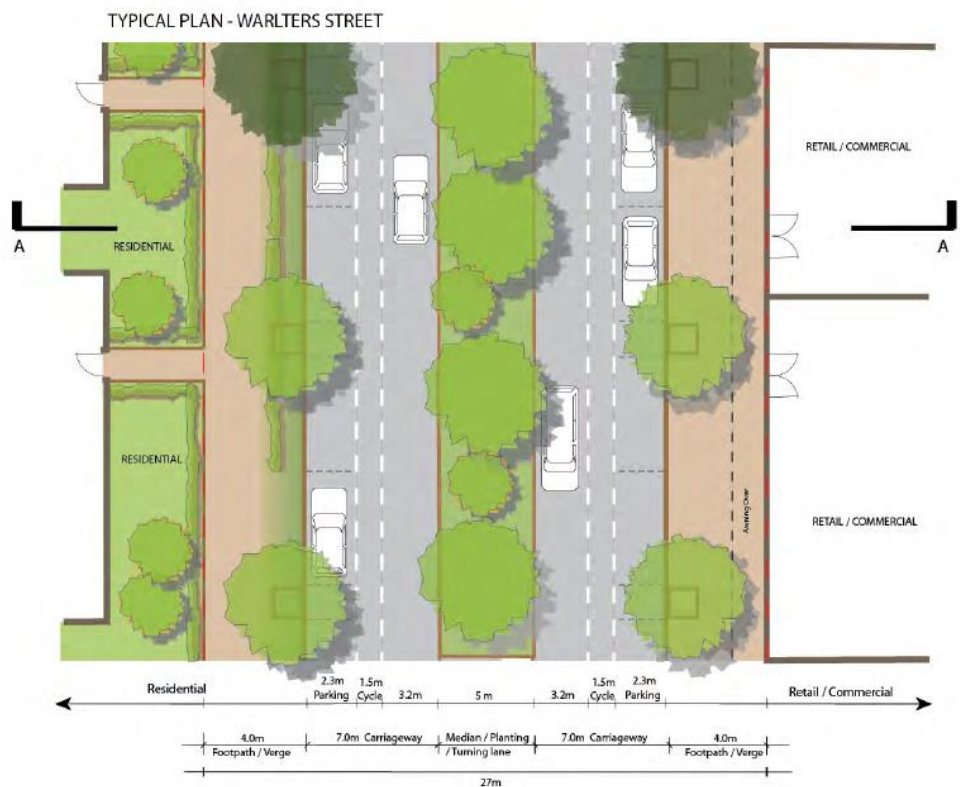 TYPICAL PLAN - WARLTERS STREET
RETAIL / COMMERCIAL
A
A
RESIDENTIAL
RESIDENTIAL
Awning Over
RETAIL / COMMERCIAL
Residential
2.3m
Parking
1.5m
Cycle
3.2m
5 m
3.2m
1.5m
Cycle
2.3m
Parking
Retail / Commercial
4.0m
Footpath / Verge
7.0m Carriageway
Median / Planting
/ Turning lane
7.0m Carriageway
4.0m
Footpath / Verge
27m